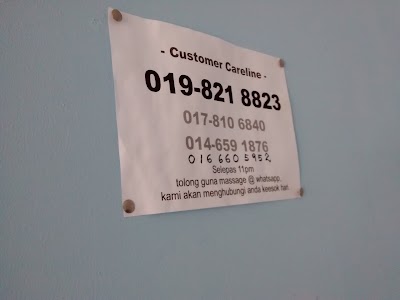 - Customer Careline -
019-821 8823
017-810 6840
014-659 1876
016 660 5952
Selepas 11pm
tolong guna massage @ whatsapp,
kami akan menghubungi anda keesok hari.